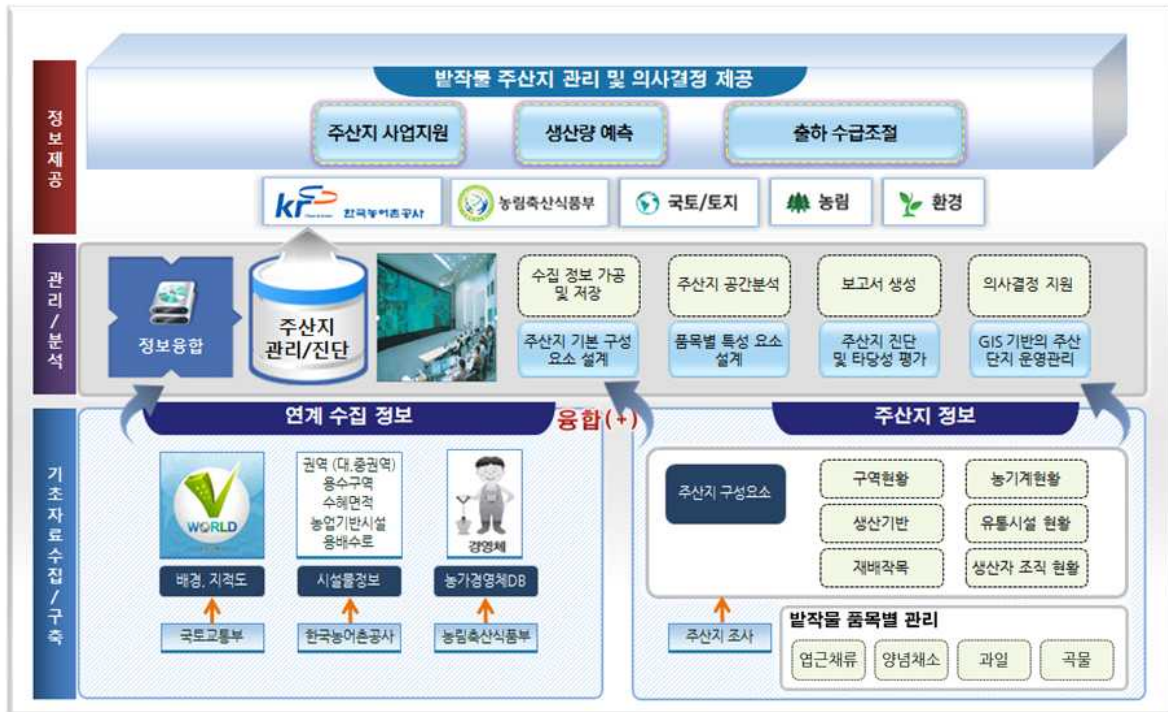 정보제공
밭작물 주산지 관리 및 의사결정 제공
주산지 사업지원
생산량 예측
출하 수급조절
한국농어촌공사
농림축산식품부
국토/토지
농림
환경
관리/분석
정보융합
주산지
관리/진단
수집 정보 가공
및 저장
주산지 공간분석
보고서 생성
의사결정 지원
주산지 기본 구성
요소 설계
품목별 특성 요소
설계
주산지 진단
및 타당성 평가
GIS 기반의 주산
단지 운영관리
기초자료수집/구축
연계 수집 정보
융합(+)
주산지 정보
WORLD
권역 (대,중권역)
용수구역
수혜면적
농업기반시설
용배수로
경영체
배경, 지적도
시설물정보
농가경영체DB
국토교통부
한국농어촌공사
농림축산식품부
주산지 구성요소
구역현황
농기계현황
생산기반
유통시설 현황
재배작목
생산자 조직 현황
주산지 조사
밭작물 품목별 관리
엽근채류
양념채소
과일
곡물